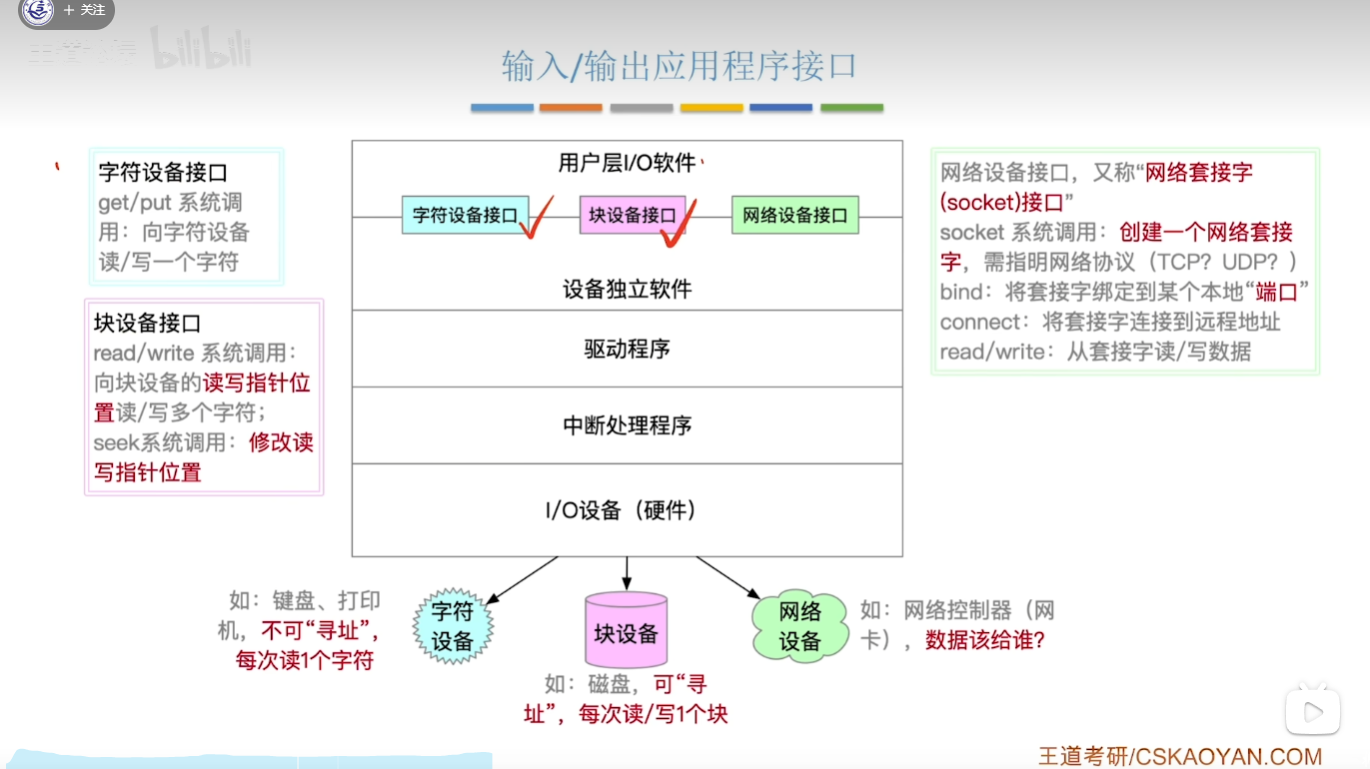 + 关注
bilibili
输入/输出应用程序接口
字符设备接口
get/put 系统调
用：向字符设备
读/写一个字符
块设备接口
read/write 系统调用：
向块设备的读写指针位
置读/写多个字符；
seek系统调用：修改读
写指针位置
用户层I/O软件
字符设备接口
块设备接口
网络设备接口
设备独立软件
驱动程序
中断处理程序
I/O设备（硬件）
网络设备接口，又称“网络套接字
(socket)接口”
socket 系统调用：创建一个网络套接
字，需指明网络协议（TCP？UDP？）
bind：将套接字绑定到某个本地“端口”
connect：将套接字连接到远程地址
read/write：从套接字读/写数据
如：键盘、打印
机，不可“寻址”，
每次读1个字符
字符
设备
块设备
如：磁盘，可“寻
址”，每次读/写1个块
网络
设备
如：网络控制器（网
卡），数据该给谁？
王道考研/CSKAOYAN.COM